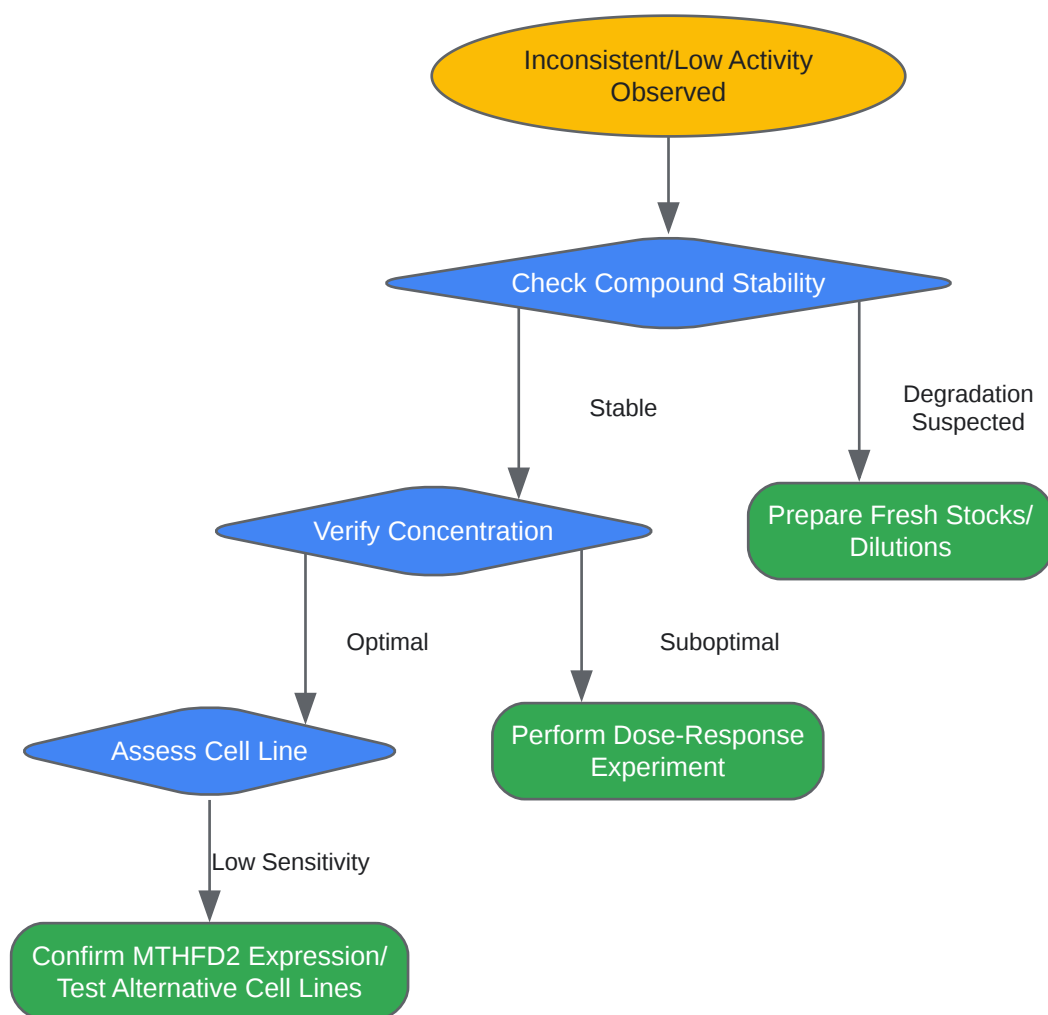 Inconsistent/Low Activity
Observed
Check Compound Stability
Stable
Degradation
Suspected
Verify Concentration
Prepare Fresh Stocks/
Dilutions
Optimal
Suboptimal
Assess Cell Line
Perform Dose-Response
Experiment
Low Sensitivity
Confirm MTHFD2 Expression/
Test Alternative Cell Lines